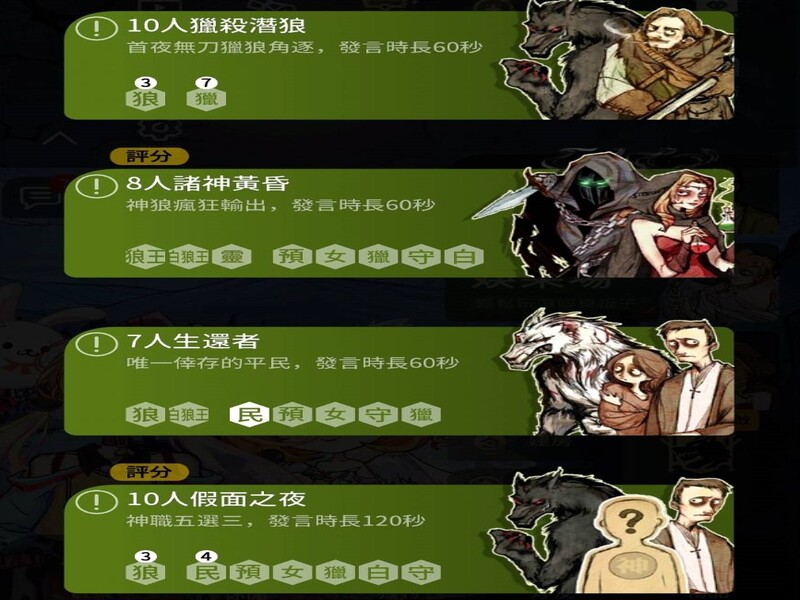 10人獵殺潛狼
首夜無刀獵狼角逐，發言時長60秒
3 7
狼 獵
評分
8人諸神黃昏
神狼瘋狂輸出，發言時長60秒
狼王 白狼王 靈 預 女 獵 守 白
7人生還者
唯一倖存的平民，發言時長60秒
狼 白狼王 民 預 女 守 獵
評分
10人假面之夜
神職五選三，發言時長120秒
3 4
狼 民 預 女 獵 白 守
?
神